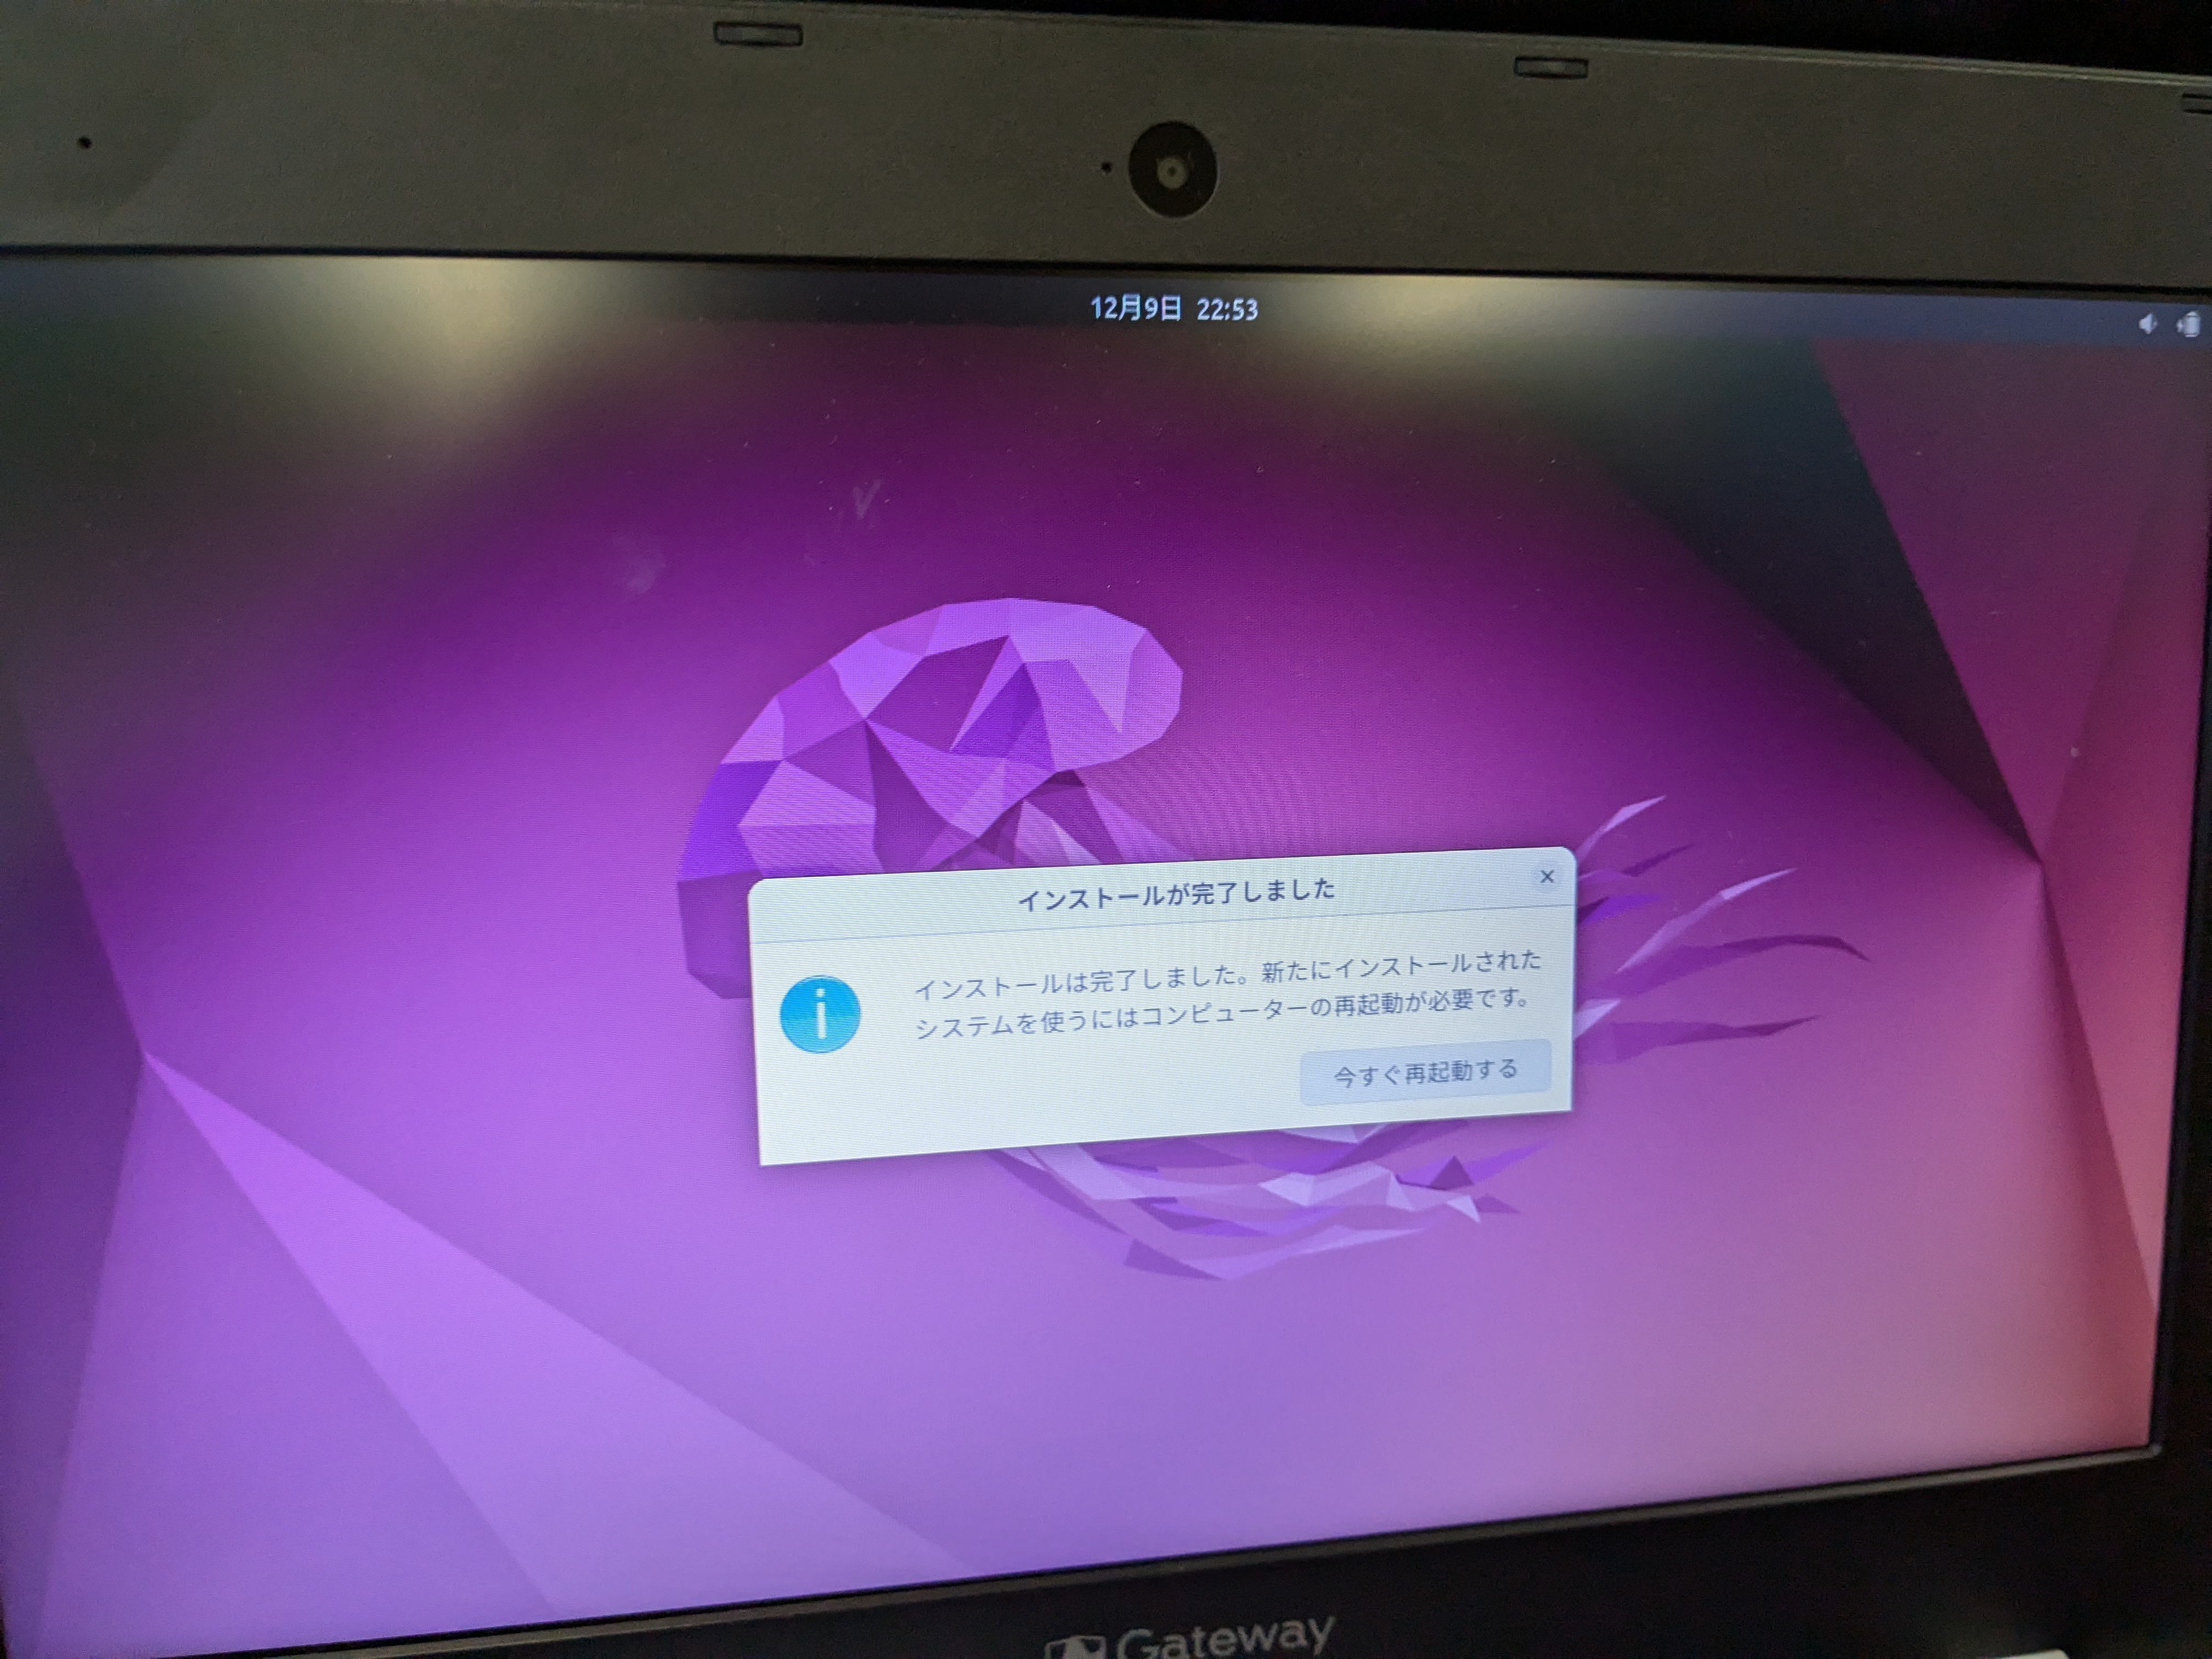 12月9日 22:53
インストールが完了しました
インストールは完了しました。新たにインストールされた
システムを使うにはコンピューターの再起動が必要です。
今すぐ再起動する
Gateway